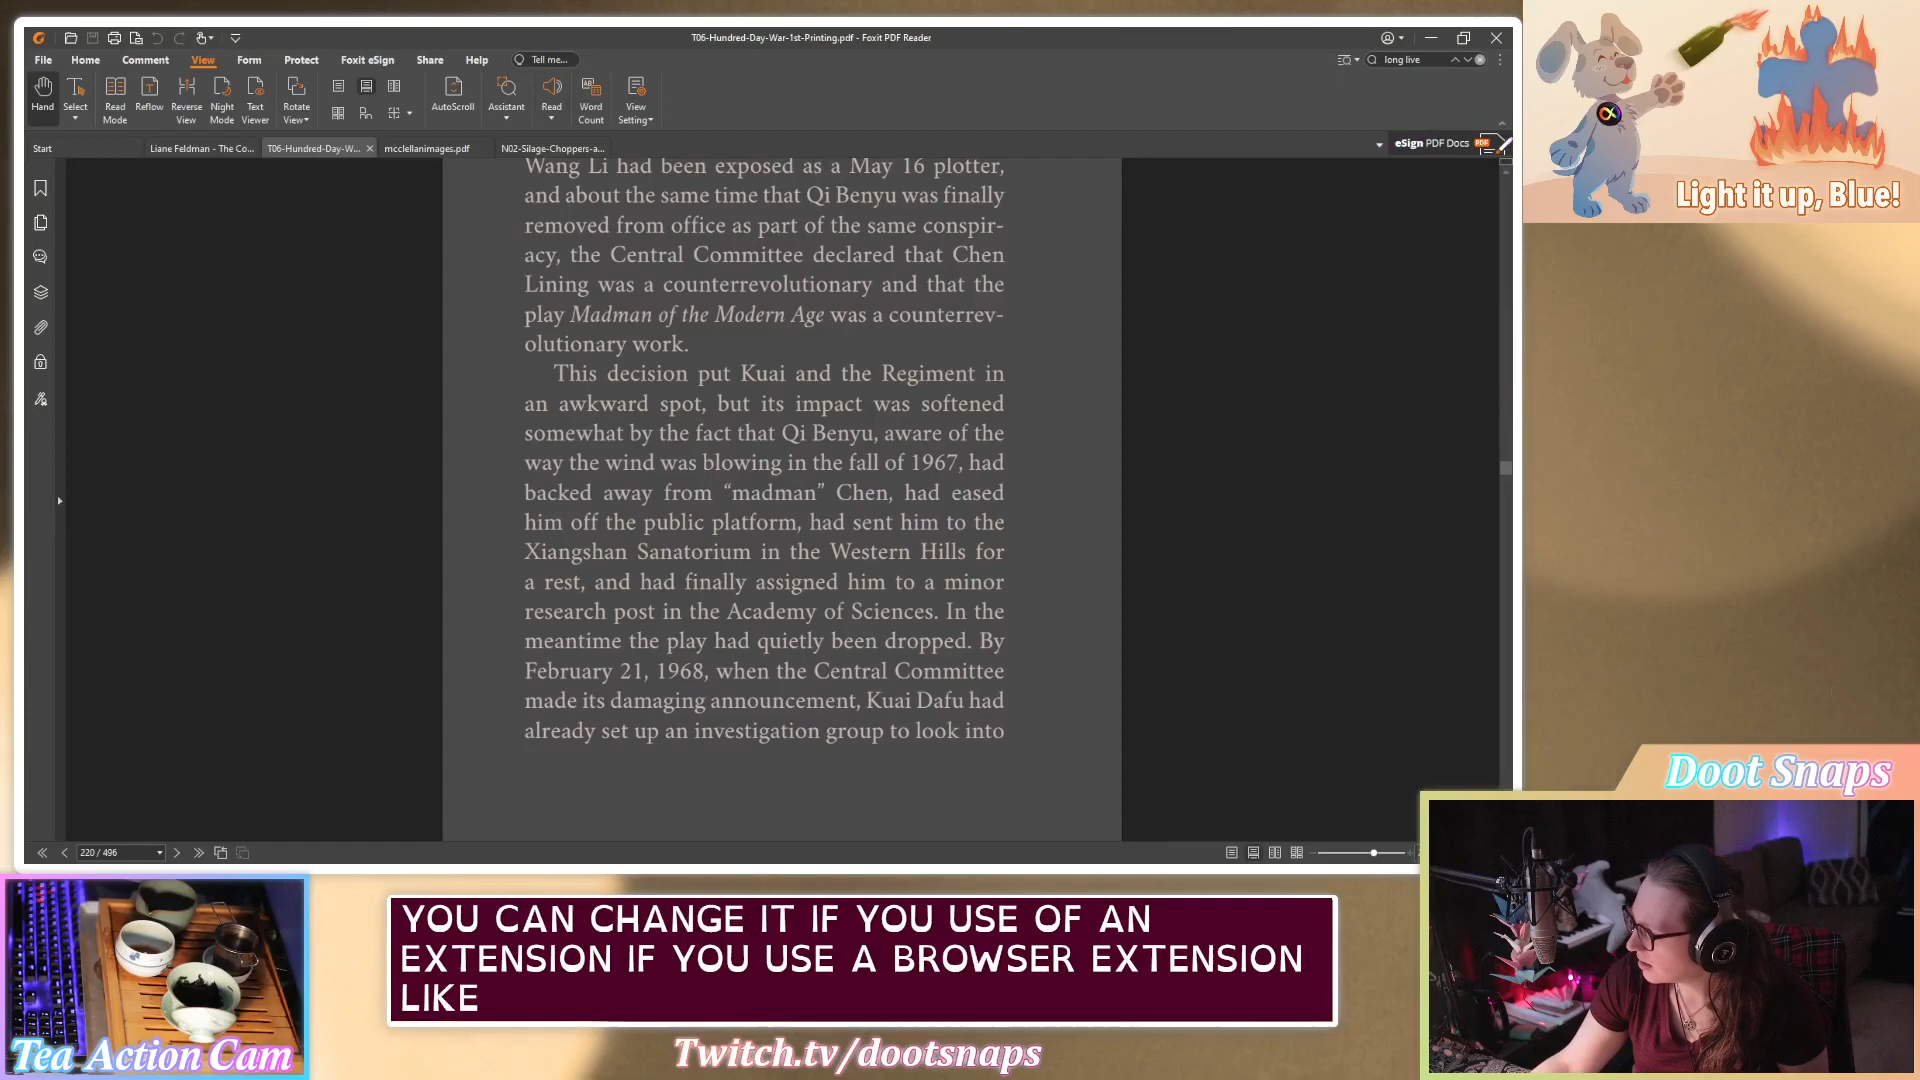 T06-Hundred-Day-War-1st-Printing.pdf - Foxit PDF Reader
File Home Comment View Form Protect Foxit eSign Share Help Tell me...
long live
Hand
Select
Read Mode
Reflow
Reverse View
Night Mode
Text Viewer
Rotate View
AutoScroll
Assistant
Read
Word Count
View Setting
Start
Liane Feldman - The Co...
T06-Hundred-Day-W...
mcclellanimages.pdf
N02-Silage-Choppers-a...
eSign PDF Docs
Wang Li had been exposed as a May 16 plotter,
and about the same time that Qi Benyu was finally
removed from office as part of the same conspir-
acy, the Central Committee declared that Chen
Lining was a counterrevolutionary and that the
play Madman of the Modern Age was a counterrev-
olutionary work.
This decision put Kuai and the Regiment in
an awkward spot, but its impact was softened
somewhat by the fact that Qi Benyu, aware of the
way the wind was blowing in the fall of 1967, had
backed away from “madman” Chen, had eased
him off the public platform, had sent him to the
Xiangshan Sanatorium in the Western Hills for
a rest, and had finally assigned him to a minor
research post in the Academy of Sciences. In the
meantime the play had quietly been dropped. By
February 21, 1968, when the Central Committee
made its damaging announcement, Kuai Dafu had
already set up an investigation group to look into
220 / 496
Light it up, Blue!
Doot Snaps
Tea Action Cam
YOU CAN CHANGE IT IF YOU USE OF AN
EXTENSION IF YOU USE A BROWSER EXTENSION
LIKE
Twitch.tv/dootsnaps